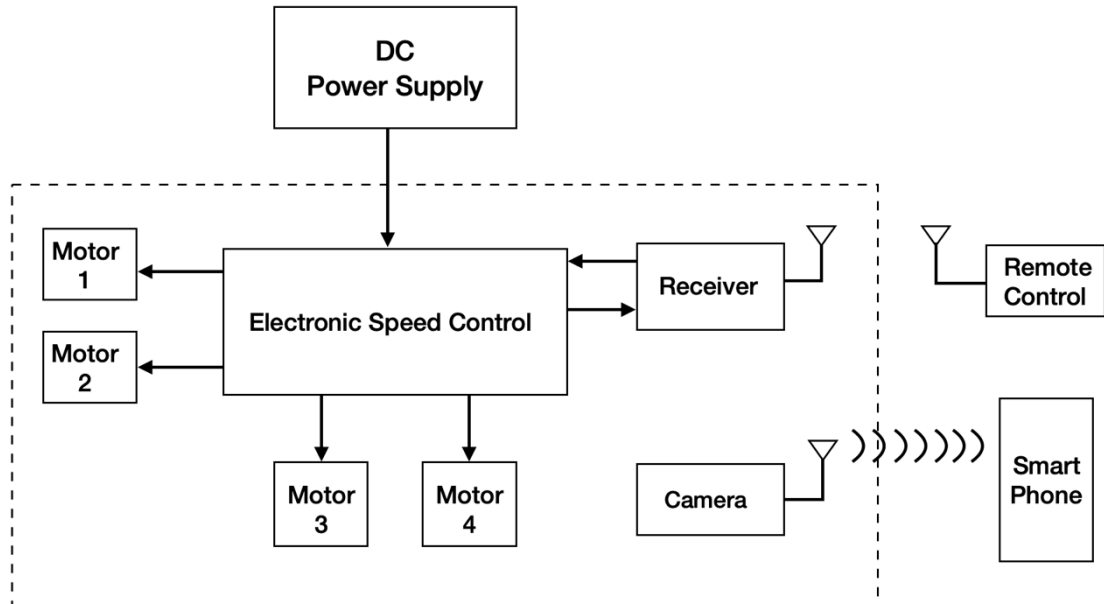 DC
Power Supply
Motor
1
Electronic Speed Control
Receiver
Remote
Control
Motor
2
Motor
3
Motor
4
Camera
Smart
Phone